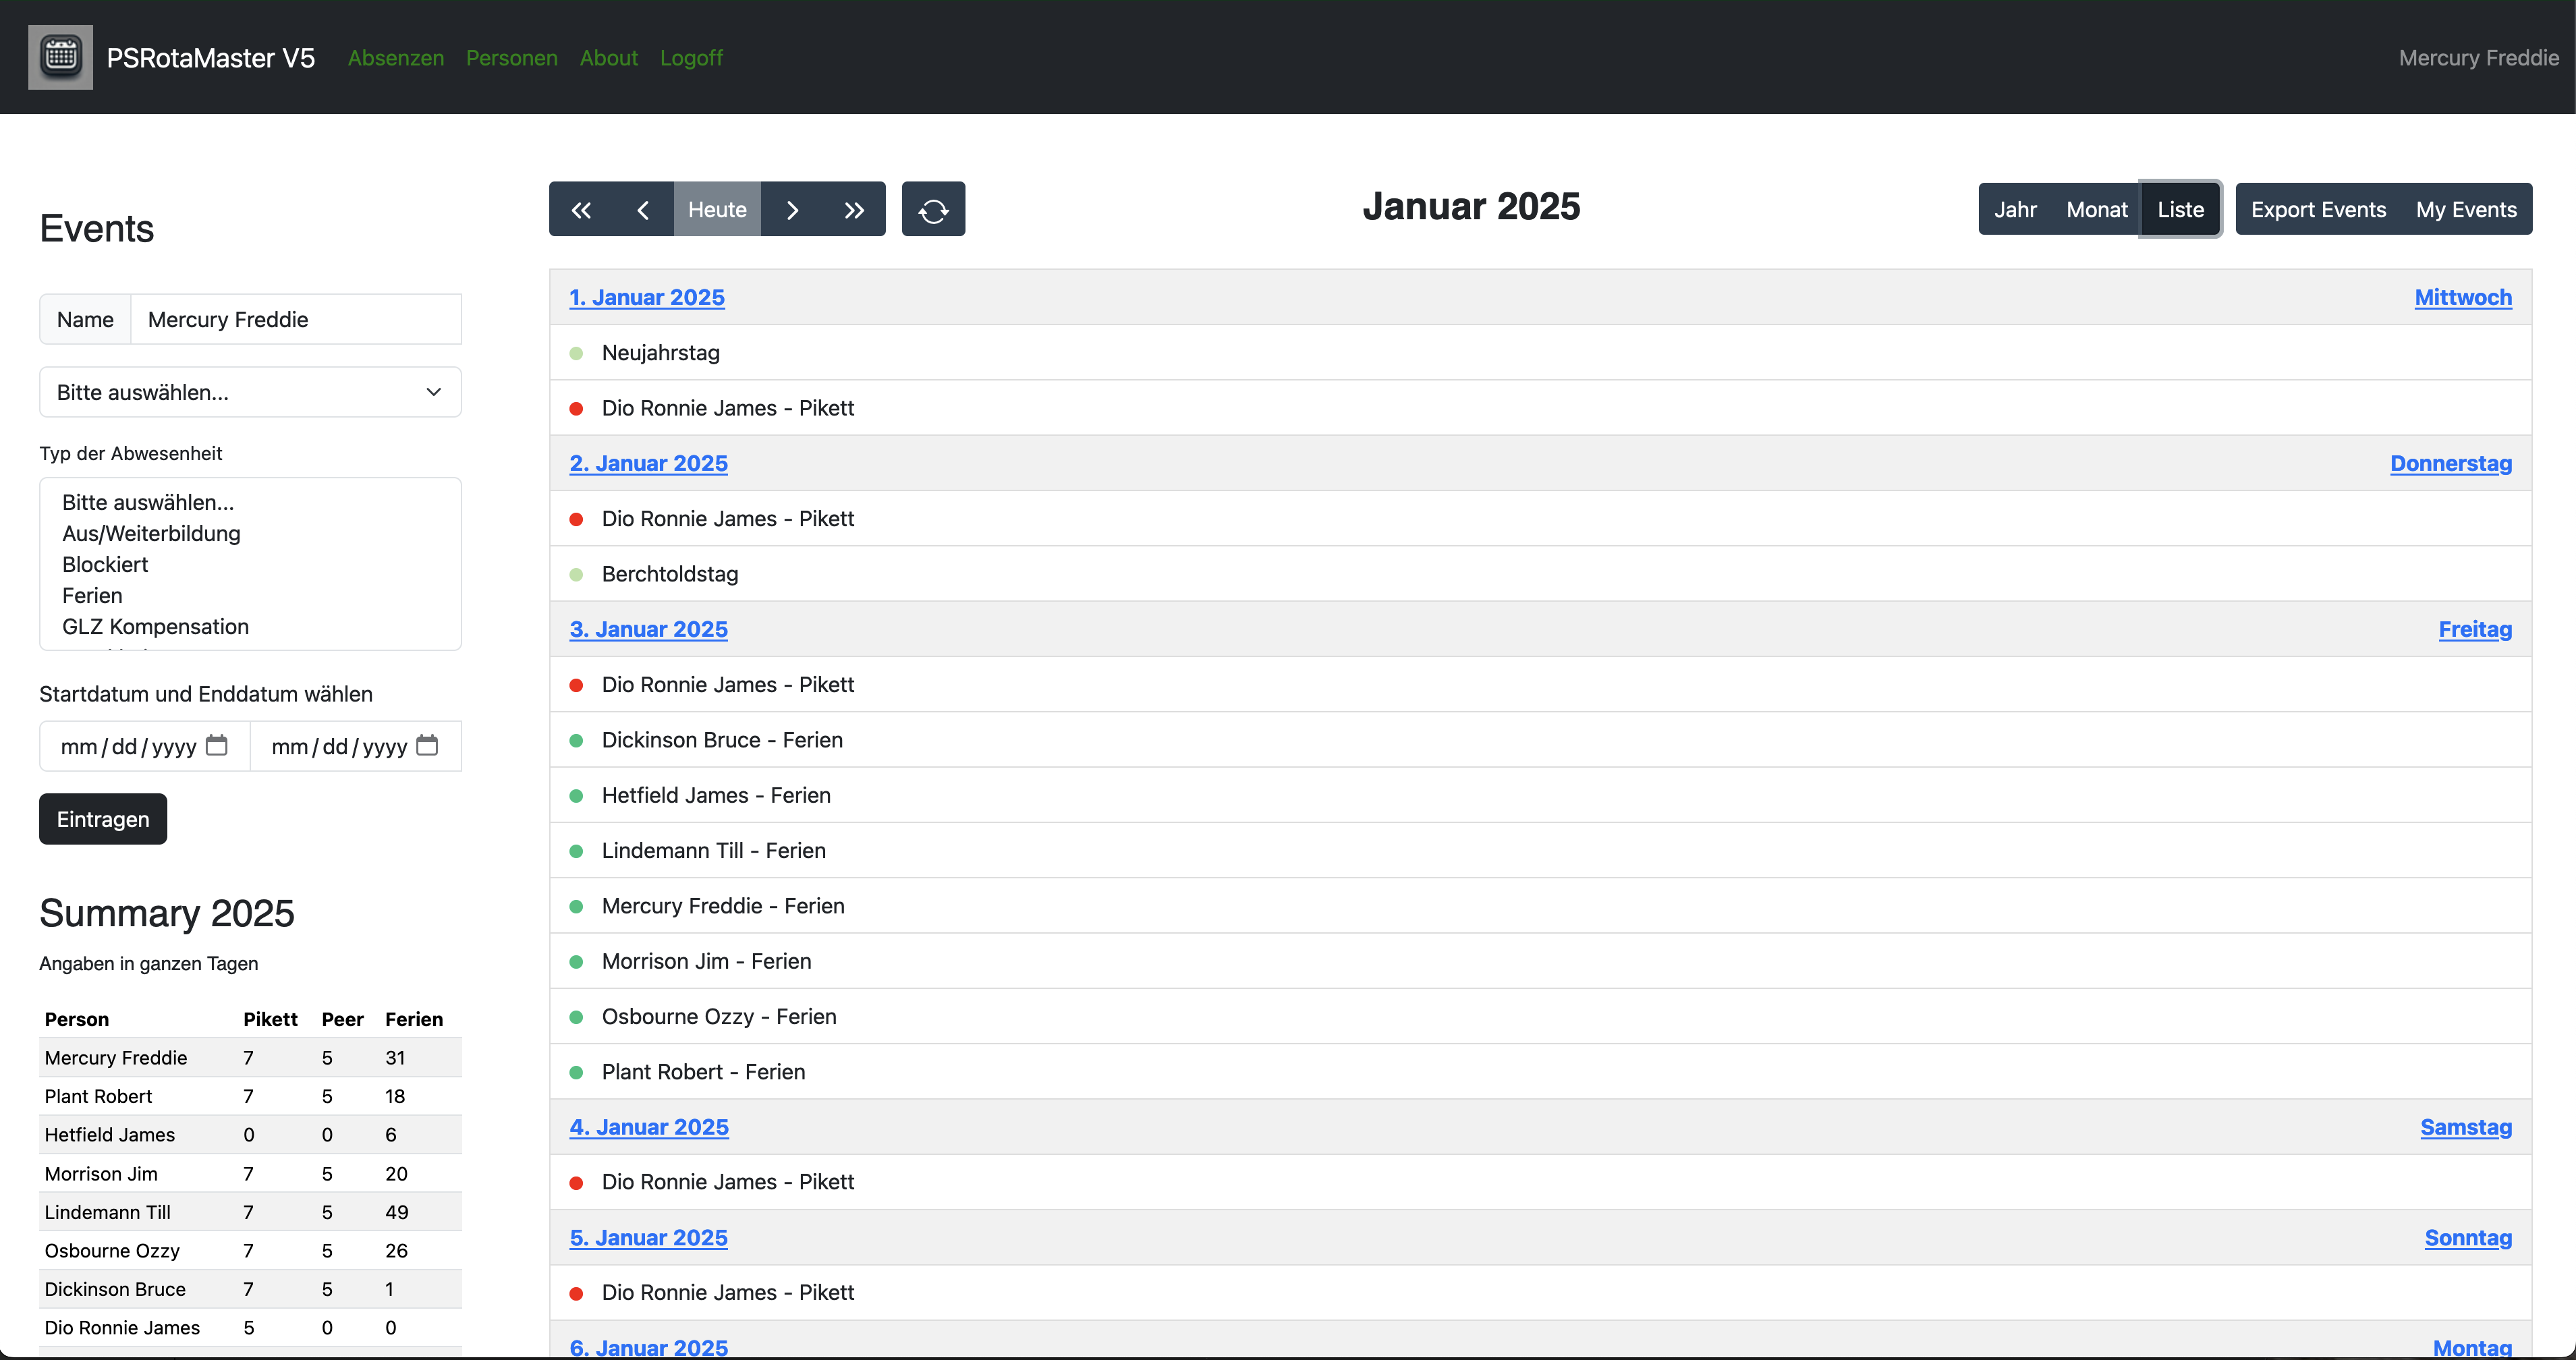 PSRotaMaster V5 Absenzen Personen About Logoff Mercury Freddie
Events
Name Mercury Freddie
Bitte auswählen...
Typ der Abwesenheit
Bitte auswählen...
Aus/Weiterbildung
Blockiert
Ferien
GLZ Kompensation
Startdatum und Enddatum wählen
mm/dd/yyyy mm/dd/yyyy
Eintragen
Summary 2025
Angaben in ganzen Tagen
Person Pikett Peer Ferien
Mercury Freddie 7 5 31
Plant Robert 7 5 18
Hetfield James 0 0 6
Morrison Jim 7 5 20
Lindemann Till 7 5 49
Osbourne Ozzy 7 5 26
Dickinson Bruce 7 5 1
Dio Ronnie James 5 0 0
Heute
Januar 2025
Jahr Monat Liste Export Events My Events
1. Januar 2025 Mittwoch
Neujahrstag
Dio Ronnie James - Pikett
2. Januar 2025 Donnerstag
Dio Ronnie James - Pikett
Berchtoldstag
3. Januar 2025 Freitag
Dio Ronnie James - Pikett
Dickinson Bruce - Ferien
Hetfield James - Ferien
Lindemann Till - Ferien
Mercury Freddie - Ferien
Morrison Jim - Ferien
Osbourne Ozzy - Ferien
Plant Robert - Ferien
4. Januar 2025 Samstag
Dio Ronnie James - Pikett
5. Januar 2025 Sonntag
Dio Ronnie James - Pikett
6. Januar 2025 Montag